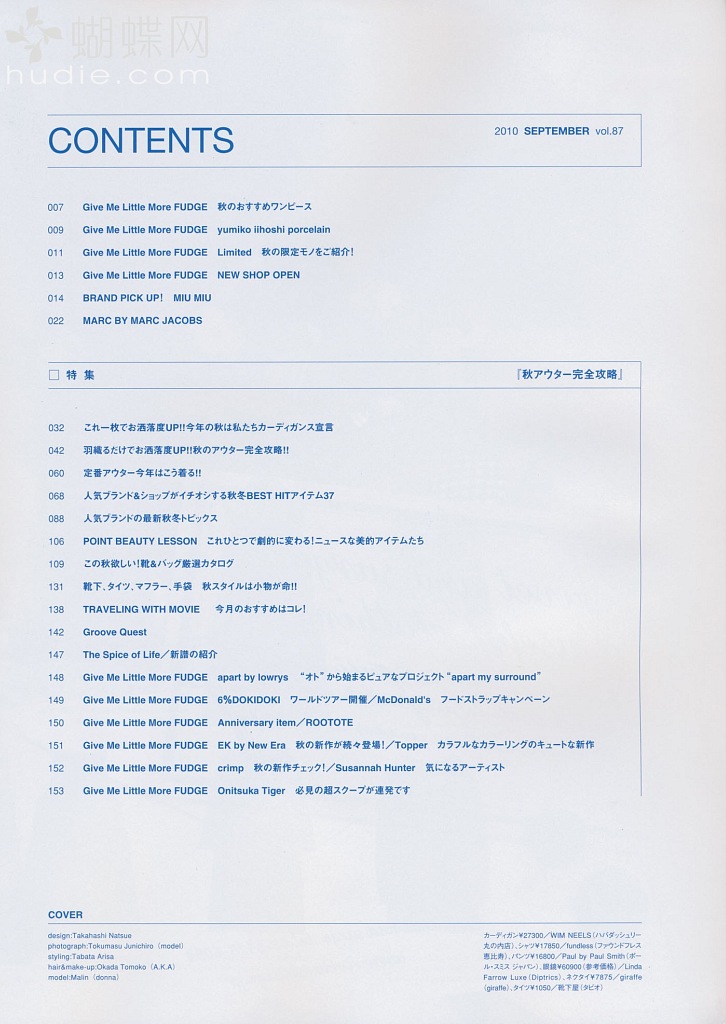 蝴蝶网
hudie.com
CONTENTS
2010 SEPTEMBER vol.87
007 Give Me Little More FUDGE 秋のおすすめワンピース
009 Give Me Little More FUDGE yumiko iihoshi porcelain
011 Give Me Little More FUDGE Limited 秋の限定モノをご紹介!
013 Give Me Little More FUDGE NEW SHOP OPEN
014 BRAND PICK UP! MIU MIU
022 MARC BY MARC JACOBS
□ 特集 『秋アウター完全攻略』
032 これ一枚でお洒落度UP!!今年の秋は私たちカーディガンス宣言
042 羽織るだけでお洒落度UP!!秋のアウター完全攻略!!
060 定番アウター今年はこう着る!!
068 人気ブランド&ショップがイチオシする秋冬BEST HITアイテム37
088 人気ブランドの最新秋冬トピックス
106 POINT BEAUTY LESSON これひとつで劇的に変わる!ニュースな美的アイテムたち
109 この秋欲しい!靴&バッグ厳選カタログ
131 靴下、タイツ、マフラー、手袋 秋スタイルは小物が命!!
138 TRAVELING WITH MOVIE 今月のおすすめはコレ!
142 Groove Quest
147 The Spice of Life／新譜の紹介
148 Give Me Little More FUDGE apart by lowrys “オト”から始まるピュアなプロジェクト“apart my surround”
149 Give Me Little More FUDGE 6%DOKIDOKI ワールドツアー開催／McDonald's フードストラップキャンペーン
150 Give Me Little More FUDGE Anniversary item／ROOTOTE
151 Give Me Little More FUDGE EK by New Era 秋の新作が続々登場!／Topper カラフルなカラーリングのキュートな新作
152 Give Me Little More FUDGE crimp 秋の新作チェック!／Susannah Hunter 気になるアーティスト
153 Give Me Little More FUDGE Onitsuka Tiger 必見の超スクープが連発です
COVER
design:Takahashi Natsue
photograph:Tokumasu Junichiro (model)
styling:Tabata Arisa
hair&make-up:Okada Tomoko (A.K.A)
model:Malin (donna)
カーディガン¥27300／WIM NEELS(ハバダッシュリー
丸の内店)、シャツ¥17850／fundless(ファウンドフレス
恵比寿)、パンツ¥16800／Paul by Paul Smith(ポー
ル・スミス ジャパン)、眼鏡¥60900(参考価格)／Linda
Farrow Luxe(Diptrics)、ネクタイ¥7875／giraffe
(giraffe)、タイツ¥1050／靴下屋(タビオ)